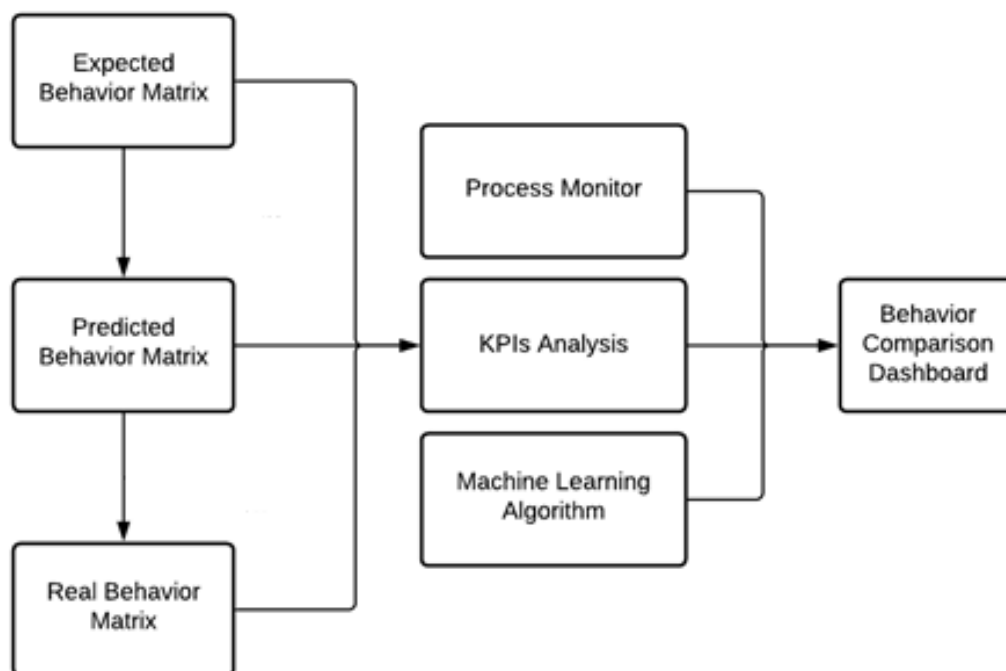 Expected
Behavior Matrix
Process Monitor
Predicted
Behavior Matrix
KPIs Analysis
Behavior
Comparison
Dashboard
Machine Learning
Algorithm
Real Behavior
Matrix